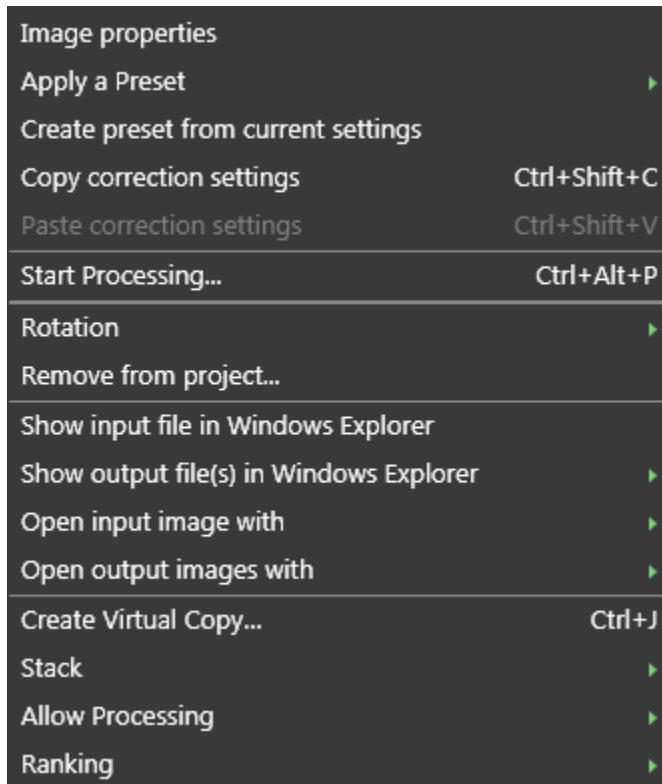 Image properties
Apply a Preset
Create preset from current settings
Copy correction settings Ctrl+Shift+C
Paste correction settings Ctrl+Shift+V
Start Processing... Ctrl+Alt+P
Rotation
Remove from project...
Show input file in Windows Explorer
Show output file(s) in Windows Explorer
Open input image with
Open output images with
Create Virtual Copy... Ctrl+J
Stack
Allow Processing
Ranking